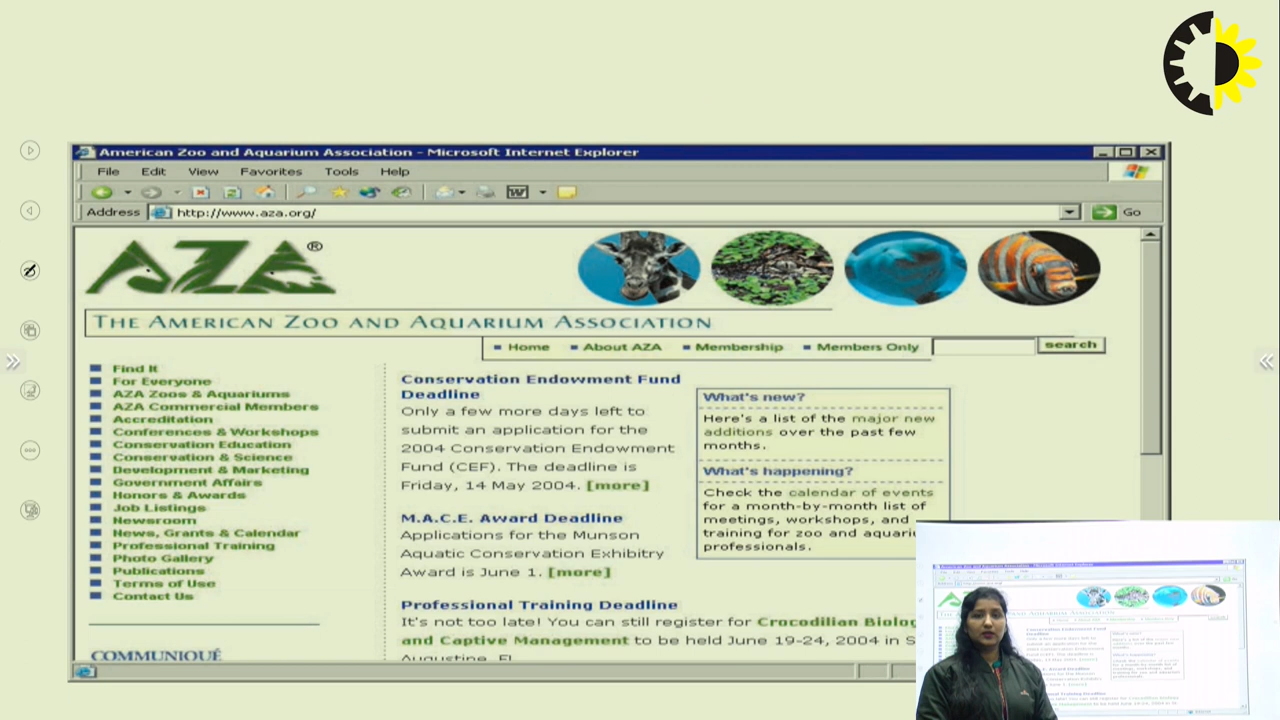 American Zoo and Aquarium Association - Microsoft Internet Explorer
File Edit View Favorites Tools Help
Address http://www.aza.org/ Go
AZA®
THE AMERICAN ZOO AND AQUARIUM ASSOCIATION
Home About AZA Membership Members Only search
Find It
For Everyone
AZA Zoos & Aquariums
AZA Commercial Members
Accreditation
Conferences & Workshops
Conservation Education
Conservation & Science
Development & Marketing
Government Affairs
Honors & Awards
Job Listings
Newsroom
News, Grants & Calendar
Professional Training
Photo Gallery
Publications
Terms of Use
Contact Us
COMMUNIQUÉ
Conservation Endowment Fund
Deadline
Only a few more days left to
submit an application for the
2004 Conservation Endowment
Fund (CEF). The deadline is
Friday, 14 May 2004. [more]
M.A.C.E. Award Deadline
Applications for the Munson
Aquatic Conservation Exhibitry
Award is June 1. [more]
Professional Training Deadline
It's not too late! You can still register for Crocodilian Biolog
and Captive Management to be held June 19-24, 2004 in S
Augustine, FL
What's new?
Here's a list of the major new
additions over the past few
months.
What's happening?
Check the calendar of events
for a month-by-month list of
meetings, workshops, and
training for zoo and aquariu
professionals.